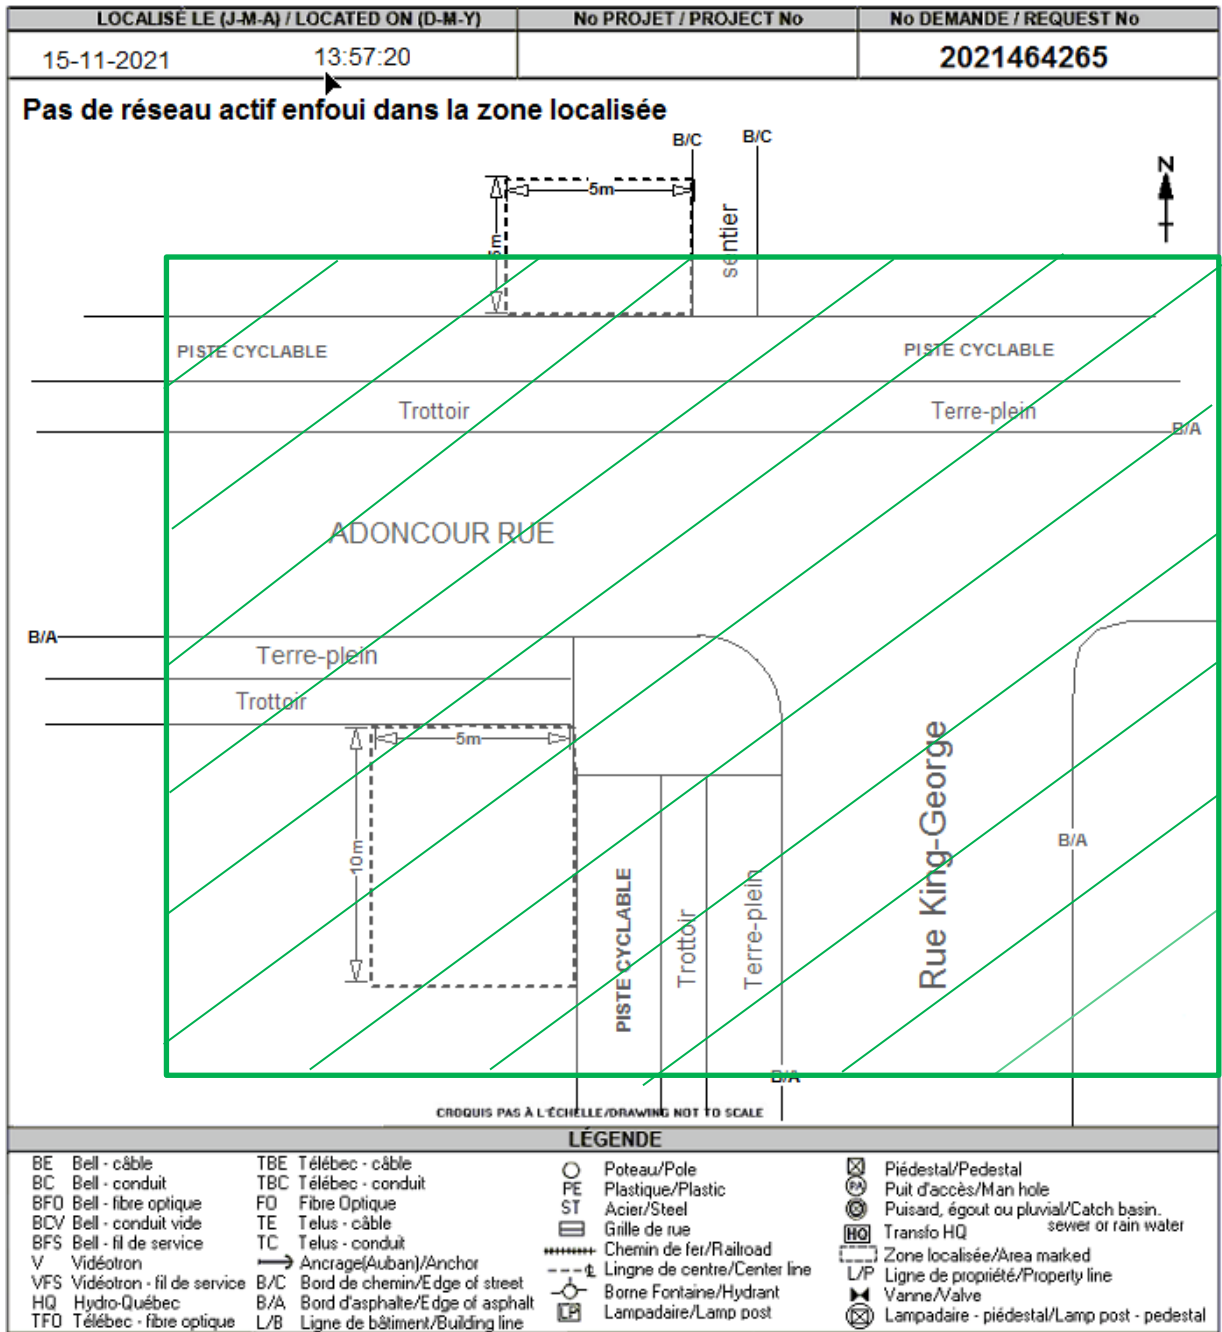 LOCALISÉ LE (J-M-A) / LOCATED ON (D-M-Y)
No PROJET / PROJECT No
No DEMANDE / REQUEST No
15-11-2021 13:57:20
2021464265
Pas de réseau actif enfoui dans la zone localisée
B/C
B/C
N
5m
5m
sentier
PISTE CYCLABLE
PISTE CYCLABLE
Trottoir
Terre-plein
B/A
ADONCOUR RUE
B/A
Terre-plein
Trottoir
5m
10m
PISTE CYCLABLE
Trottoir
Terre-plein
Rue King-George
B/A
B/A
CROQUIS PAS À L'ÉCHELLE/DRAWING NOT TO SCALE
LÉGENDE
BE Bell - câble
BC Bell - conduit
BFO Bell - fibre optique
BCV Bell - conduit vide
BFS Bell - fil de service
V Vidéotron
VFS Vidéotron - fil de service
HQ Hydro-Québec
TFO Télébec - fibre optique
TBE Télébec - câble
TBC Télébec - conduit
FO Fibre Optique
TE Telus - câble
TC Telus - conduit
Ancrage(Auban)/Anchor
B/C Bord de chemin/Edge of street
B/A Bord d'asphalte/Edge of asphalt
L/B Ligne de bâtiment/Building line
Poteau/Pole
PE Plastique/Plastic
ST Acier/Steel
Grille de rue
Chemin de fer/Railroad
Lingne de centre/Center line
Borne Fontaine/Hydrant
LP Lampadaire/Lamp post
Piédestal/Pedestal
PA Puit d'accès/Man hole
Puisard, égout ou pluvial/Catch basin.
sewer or rain water
HQ Transfo HQ
Zone localisée/Area marked
L/P Ligne de propriété/Property line
Vanne/Valve
Lampadaire - piédestal/Lamp post - pedestal